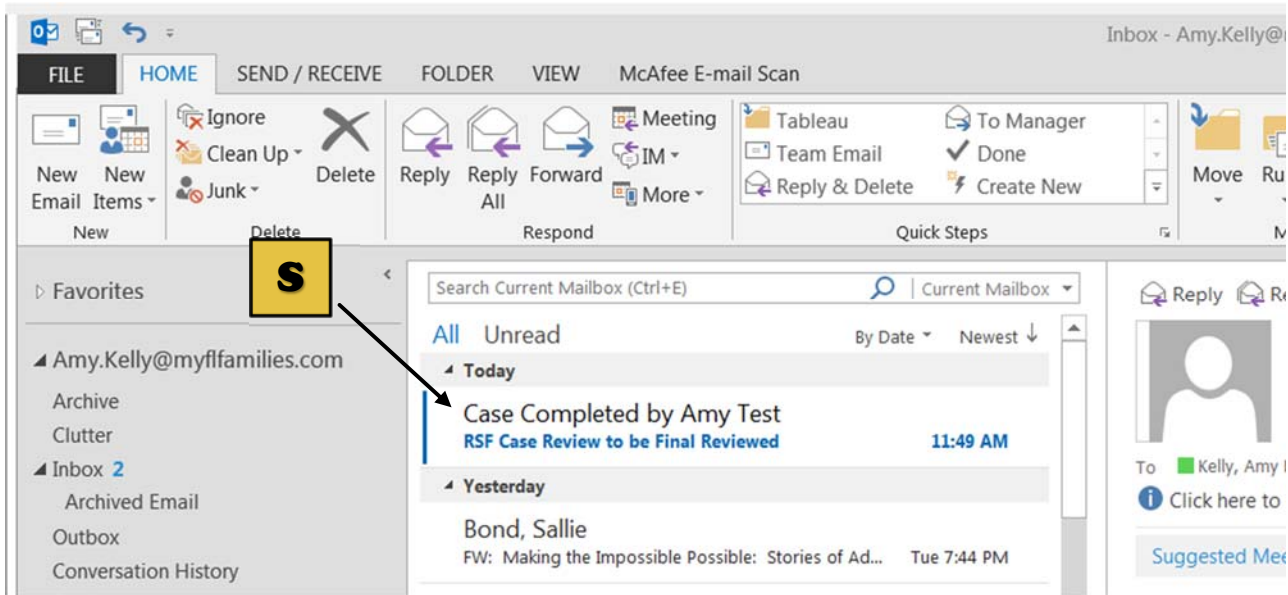 Inbox - Amy.Kelly@
FILE HOME SEND / RECEIVE FOLDER VIEW McAfee E-mail Scan
New Email
New Items
Ignore
Clean Up
Junk
Delete
Reply
Reply All
Forward
Meeting
IM
More
Tableau
Team Email
Reply & Delete
To Manager
Done
Create New
Move
New Delete Respond Quick Steps
S
Favorites
Amy.Kelly@myflfamilies.com
Archive
Clutter
Inbox 2
Archived Email
Outbox
Conversation History
Search Current Mailbox (Ctrl+E) Current Mailbox
All Unread By Date Newest
Today
Case Completed by Amy Test
RSF Case Review to be Final Reviewed 11:49 AM
Yesterday
Bond, Sallie
FW: Making the Impossible Possible: Stories of Ad... Tue 7:44 PM
Reply
To Kelly, Amy
Click here to
Suggested